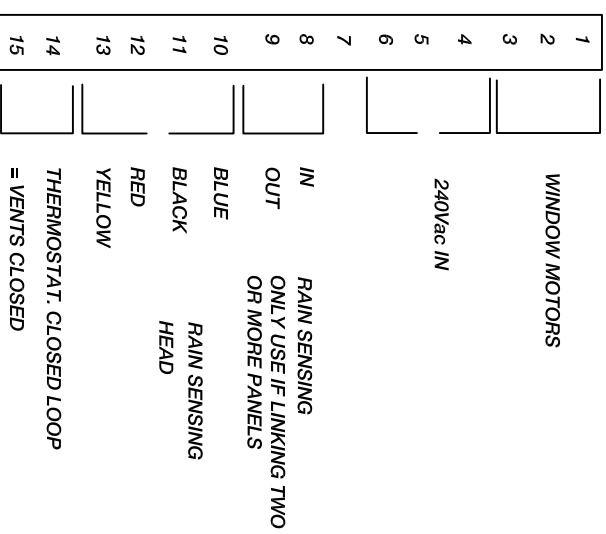 1
2
3
WINDOW MOTORS
4
5
6
240Vac IN
7
8
IN
9
OUT
RAIN SENSING
ONLY USE IF LINKING TWO
OR MORE PANELS
10
BLUE
11
BLACK
12
RED
13
YELLOW
RAIN SENSING
HEAD
14
15
THERMOSTAT. CLOSED LOOP
= VENTS CLOSED